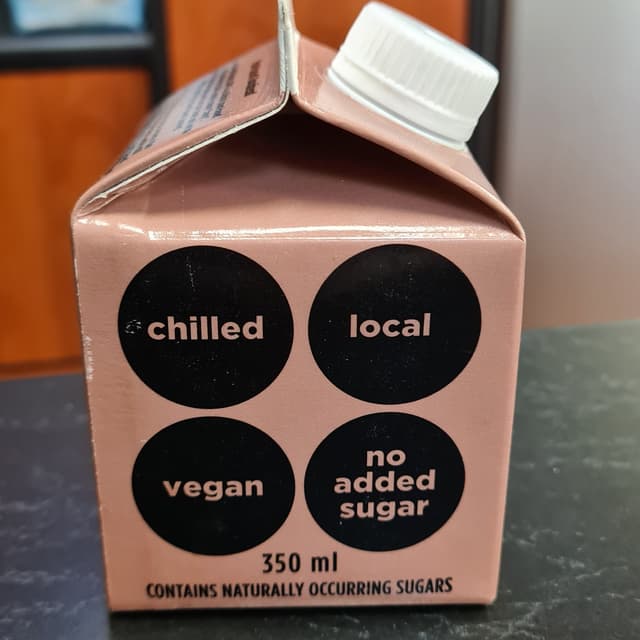 chilled
local
vegan
no
added
sugar
350 ml
CONTAINS NATURALLY OCCURRING SUGARS